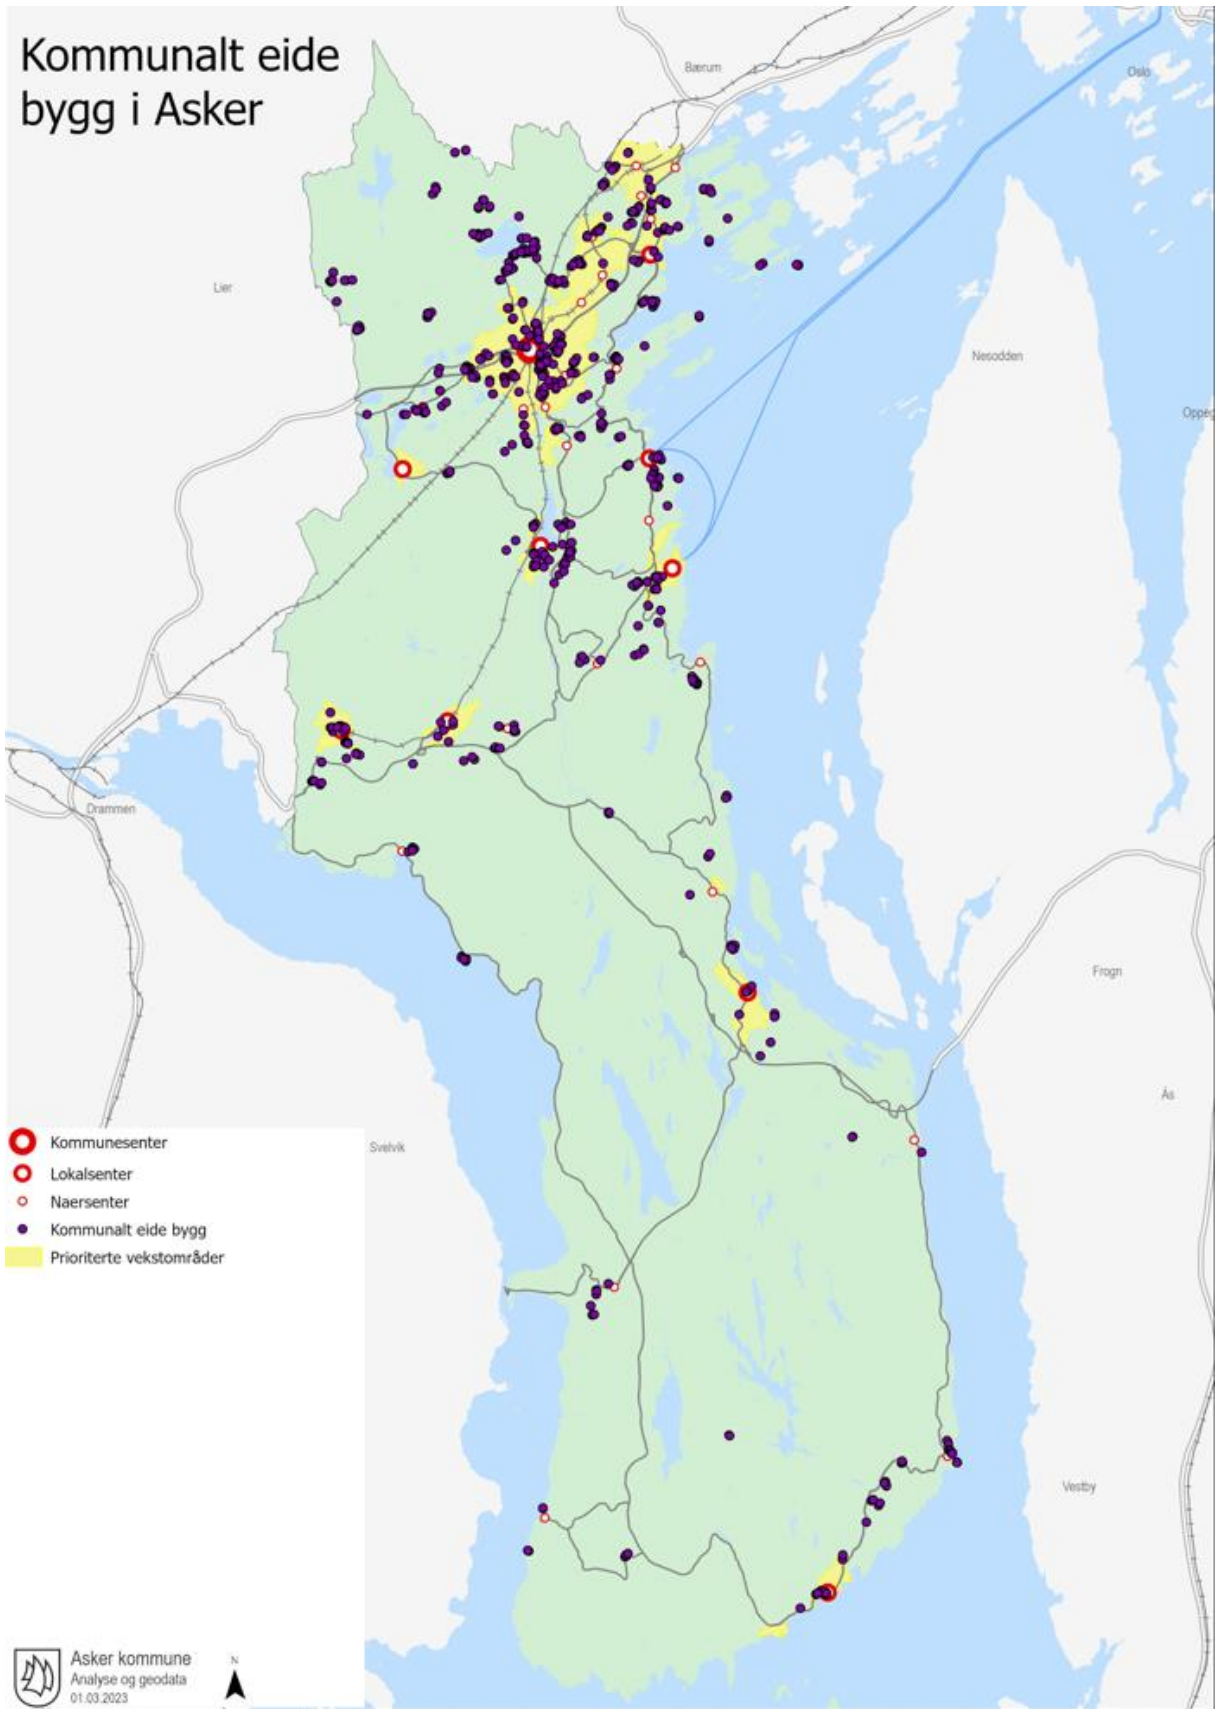 Kommunalt eide
bygg i Asker
Bærum
Oslo
Lier
Nesodden
Oppeg
Drammen
Frogn
Ås
Svelvik
Vestby
Kommunesenter
Lokalsenter
Naersenter
Kommunalt eide bygg
Prioriterte vekstområder
Asker kommune
Analyse og geodata
01.03.2023
N